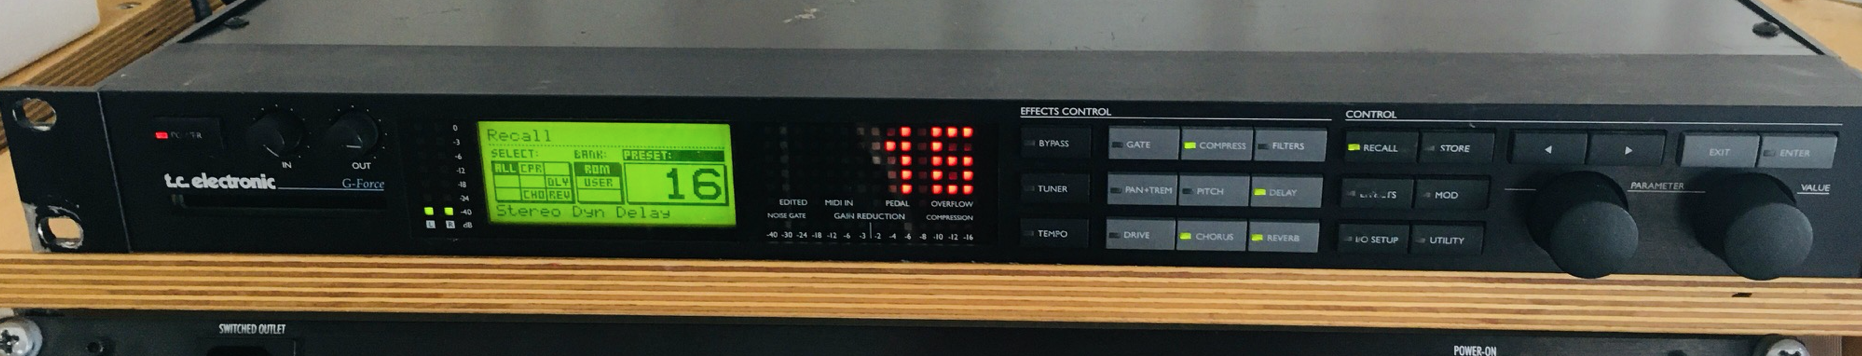 POWER
IN
OUT
t.c. electronic
G-Force
0
-3
-6
-12
-18
-24
-40
dB
L R
Recall
SELECT: BANK: PRESET:
ALL CPR ROM 16
DLY USER
CHO REV
Stereo Dyn Delay
16
EDITED MIDI IN PEDAL OVERFLOW
NOISE GATE GAIN REDUCTION COMPRESSION
-40 -30 -24 -18 -12 -6 -3 -2 -4 -6 -8 -10 -12 -16
EFFECTS CONTROL
BYPASS GATE COMPRESS FILTERS
TUNER PAN+TREM PITCH DELAY
TEMPO DRIVE CHORUS REVERB
CONTROL
RECALL STORE
MOD
I/O SETUP UTILITY
EXIT ENTER
PARAMETER VALUE
SWITCHED OUTLET
POWER-ON